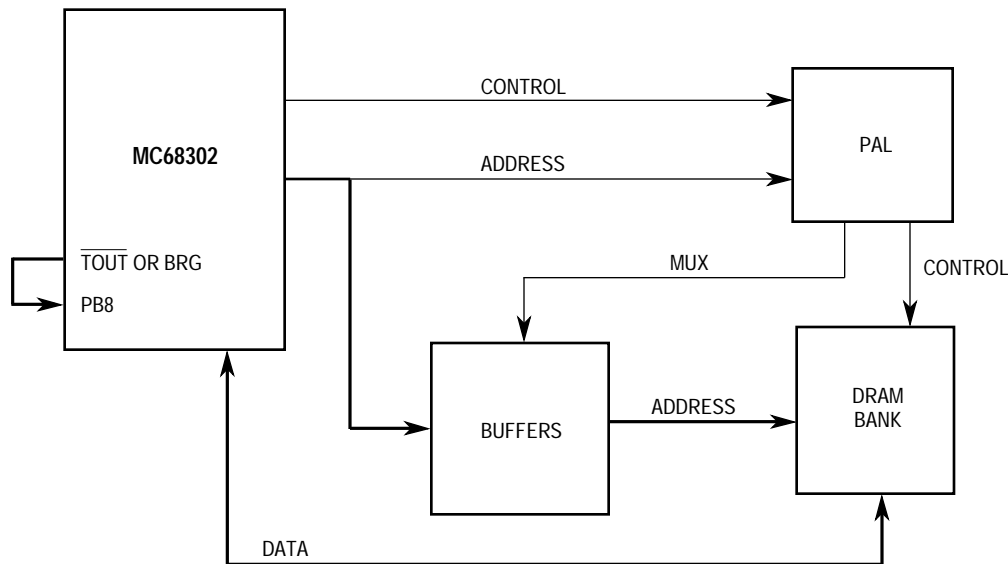 CONTROL
MC68302
PAL
ADDRESS
TOUT OR BRG
MUX
CONTROL
PB8
ADDRESS
DRAM
BANK
BUFFERS
DATA